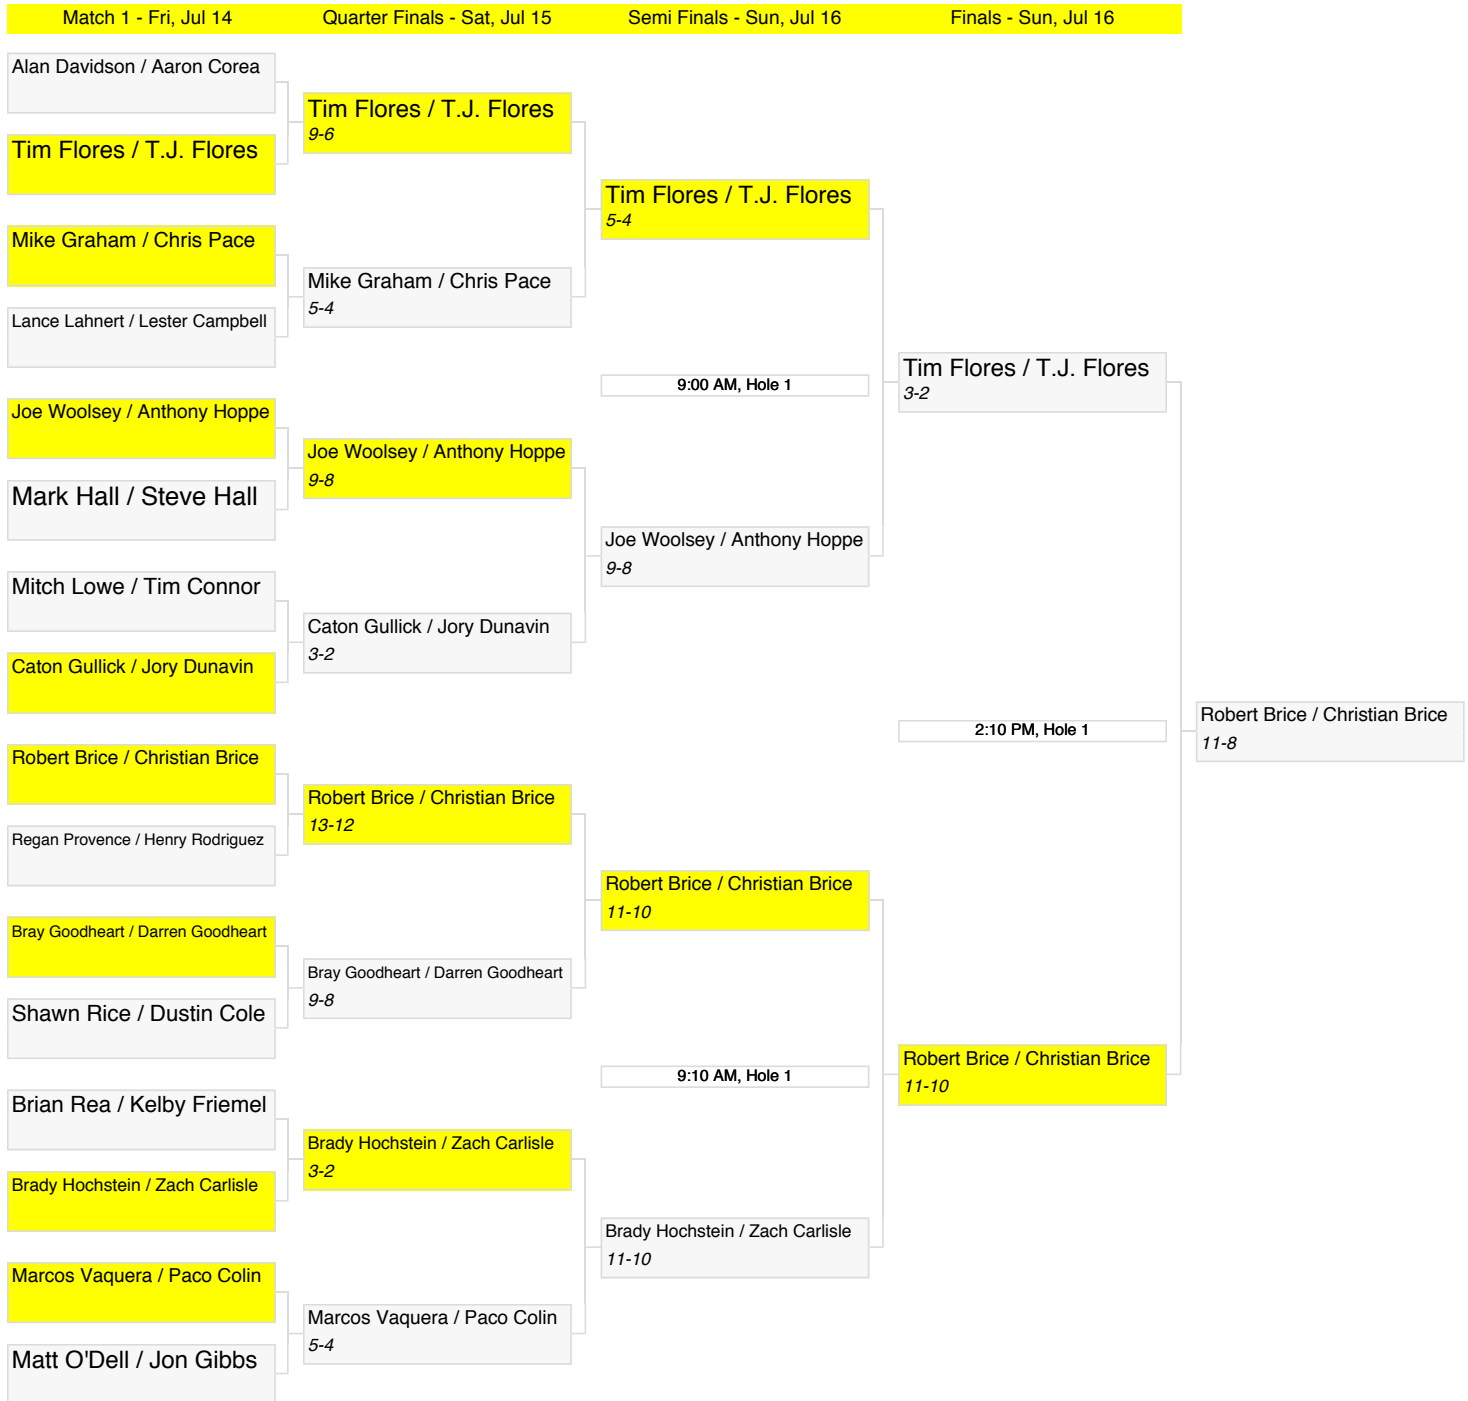 Match 1 - Fri, Jul 14
Quarter Finals - Sat, Jul 15
Semi Finals - Sun, Jul 16
Finals - Sun, Jul 16
Alan Davidson / Aaron Corea
Tim Flores / T.J. Flores
Mike Graham / Chris Pace
Lance Lahnert / Lester Campbell
Joe Woolsey / Anthony Hoppe
Mark Hall / Steve Hall
Mitch Lowe / Tim Connor
Caton Gullick / Jory Dunavin
Robert Brice / Christian Brice
Regan Provence / Henry Rodriguez
Bray Goodheart / Darren Goodheart
Shawn Rice / Dustin Cole
Brian Rea / Kelby Friemel
Brady Hochstein / Zach Carlisle
Marcos Vaquera / Paco Colin
Matt O'Dell / Jon Gibbs
Tim Flores / T.J. Flores
9-6
Mike Graham / Chris Pace
5-4
Joe Woolsey / Anthony Hoppe
9-8
Caton Gullick / Jory Dunavin
3-2
Robert Brice / Christian Brice
13-12
Bray Goodheart / Darren Goodheart
9-8
Brady Hochstein / Zach Carlisle
3-2
Marcos Vaquera / Paco Colin
5-4
Tim Flores / T.J. Flores
5-4
9:00 AM, Hole 1
Joe Woolsey / Anthony Hoppe
9-8
Robert Brice / Christian Brice
11-10
9:10 AM, Hole 1
Brady Hochstein / Zach Carlisle
11-10
Tim Flores / T.J. Flores
3-2
2:10 PM, Hole 1
Robert Brice / Christian Brice
11-10
Robert Brice / Christian Brice
11-8